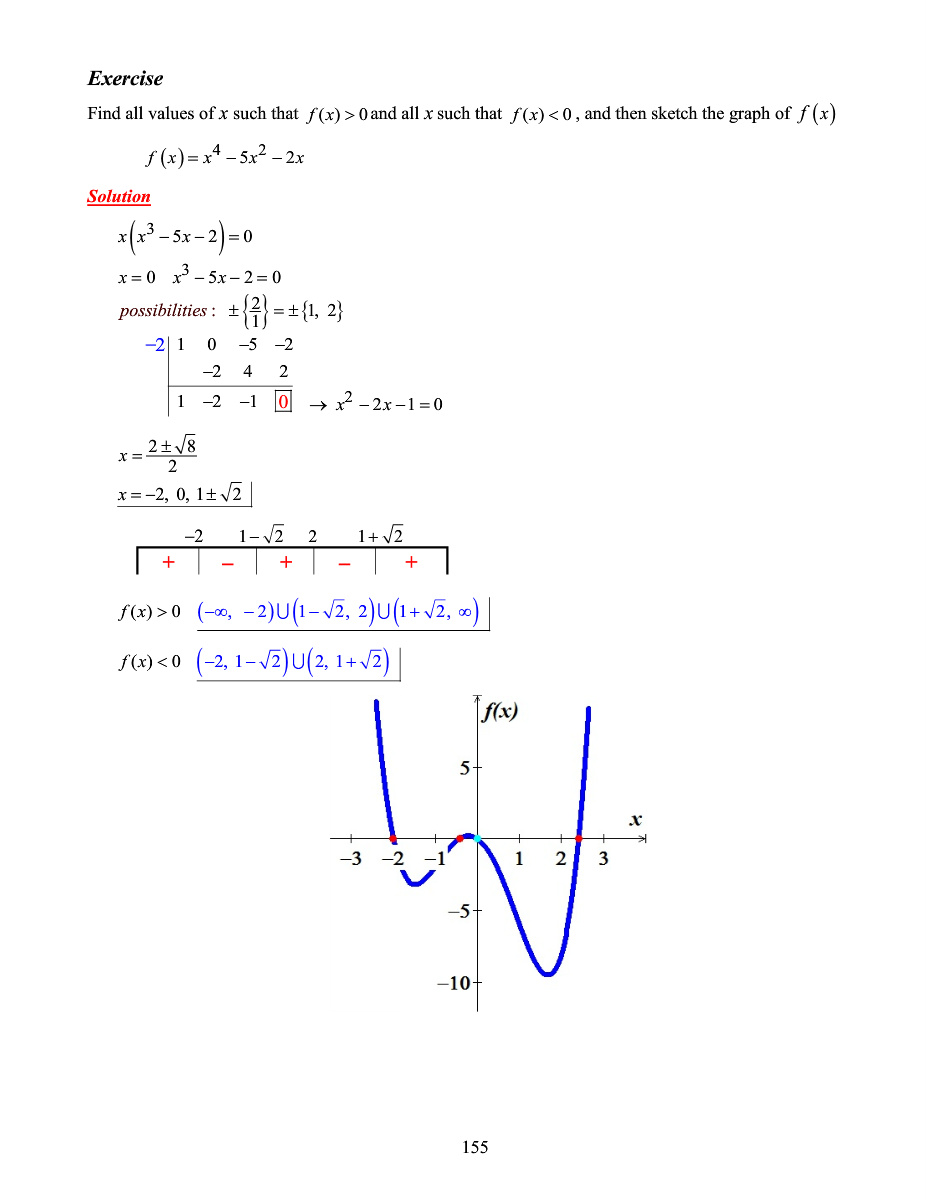 Exercise
Find all values of x such that f(x) > 0 and all x such that f(x) < 0, and then sketch the graph of f(x)
f(x) = x⁴ − 5x² − 2x
Solution
x(x³ − 5x − 2) = 0
x = 0   x³ − 5x − 2 = 0
possibilities : ±{2/1} = ±{1, 2}
−2| 1 0 −5 −2
−2 4 2
1 −2 −1 0 → x² − 2x − 1 = 0
x = (2 ± √8)/2
x = −2, 0, 1 ± √2
−2 1 − √2 2 1 + √2
+ − + − +
f(x) > 0 (−∞, −2) ∪ (1 − √2, 2) ∪ (1 + √2, ∞)
f(x) < 0 (−2, 1 − √2) ∪ (2, 1 + √2)
f(x)
5
x
−3 −2 −1 1 2 3
−5
−10
155